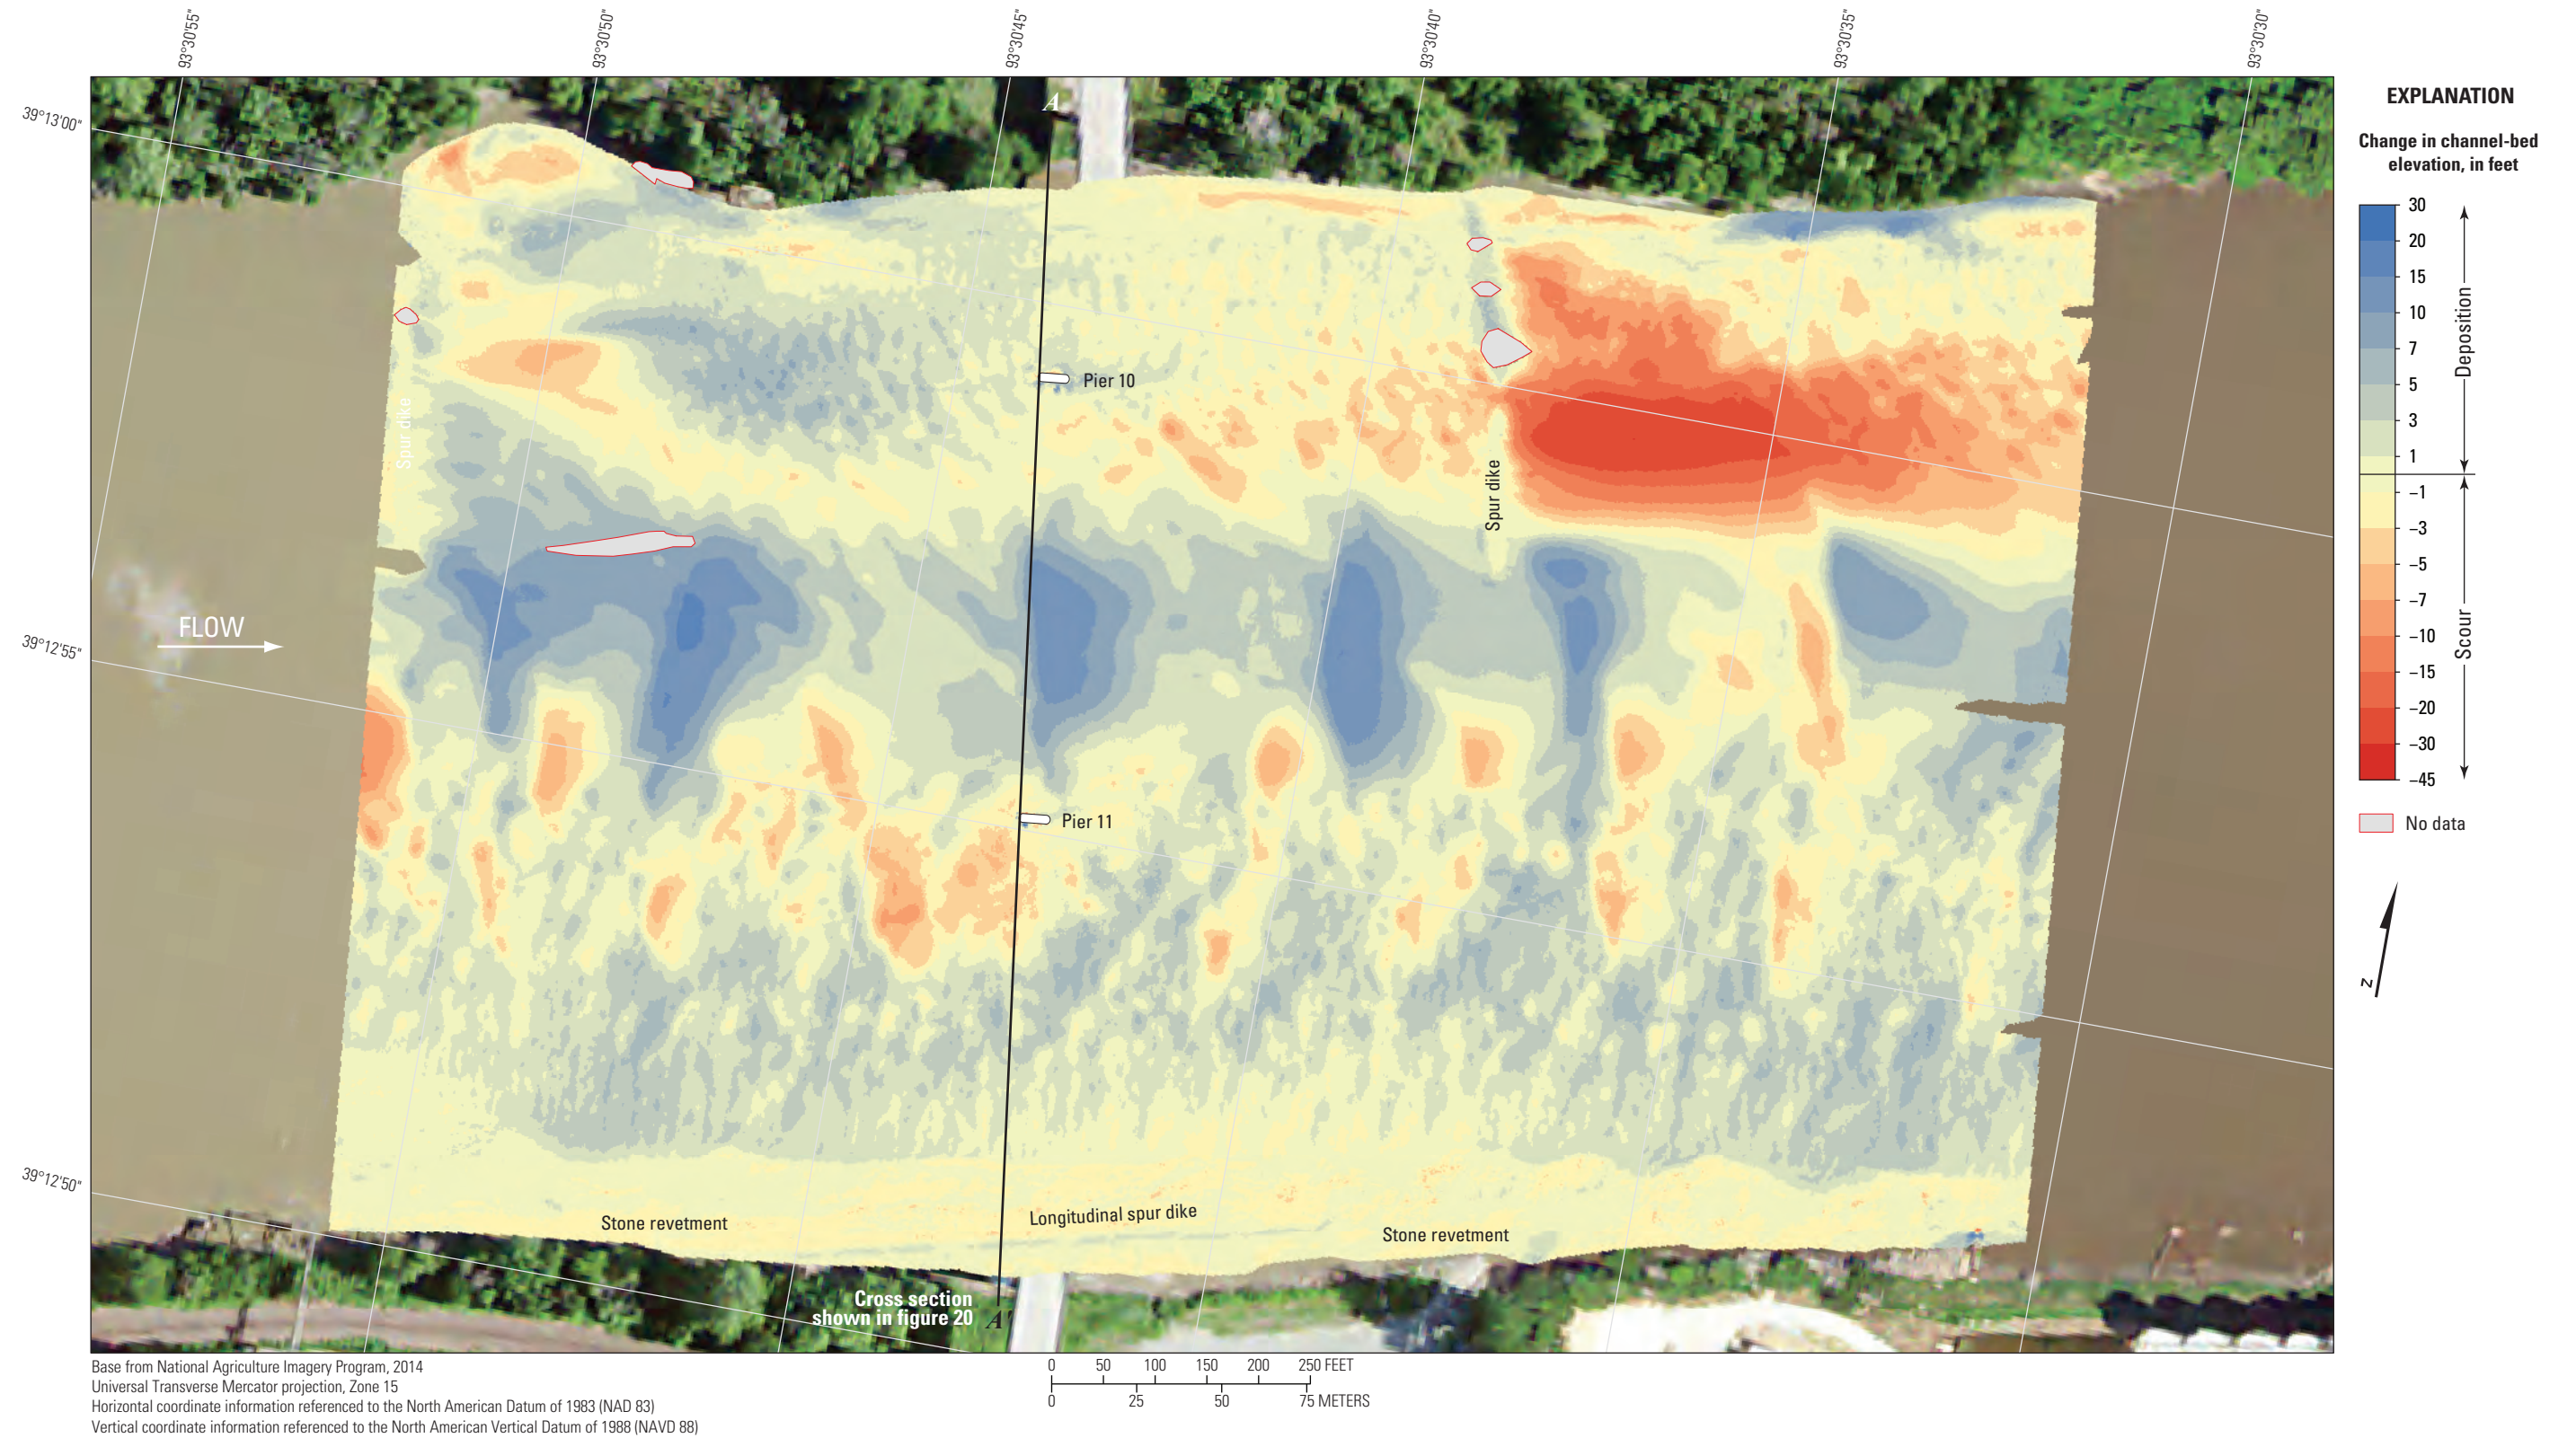 93°30'55"
93°30'50"
93°30'45"
93°30'40"
93°30'35"
93°30'30"
39°13'00"
39°12'55"
39°12'50"
A
Pier 10
Spur dike
Spur dike
FLOW
Pier 11
Stone revetment
Longitudinal spur dike
Stone revetment
Cross section
shown in figure 20
A'
EXPLANATION
Change in channel-bed
elevation, in feet
30
20
15
10
7
5
3
1
–1
–3
–5
–7
–10
–15
–20
–30
–45
Deposition
Scour
No data
N
0 50 100 150 200 250 FEET
0 25 50 75 METERS
Base from National Agriculture Imagery Program, 2014
Universal Transverse Mercator projection, Zone 15
Horizontal coordinate information referenced to the North American Datum of 1983 (NAD 83)
Vertical coordinate information referenced to the North American Vertical Datum of 1988 (NAVD 88)